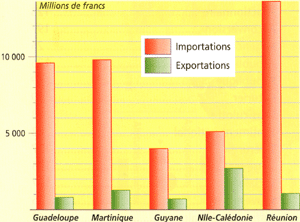 Millions de francs
Importations
Exportations
10 000
5 000
Guadeloupe Martinique Guyane Nlle-Calédonie Réunion